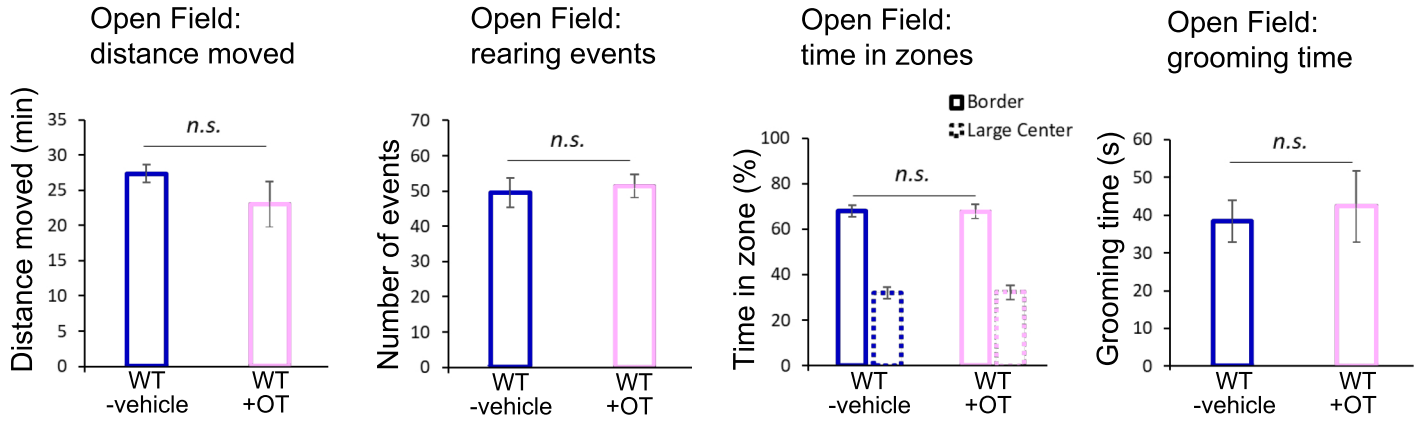 Open Field:
distance moved
Distance moved (min)
35
30
25
20
15
10
5
0
n.s.
WT
-vehicle
WT
+OT
Open Field:
rearing events
Number of events
70
60
50
40
30
20
10
0
n.s.
WT
-vehicle
WT
+OT
Open Field:
time in zones
Border
Large Center
Time in zone (%)
100
80
60
40
20
0
n.s.
WT
-vehicle
WT
+OT
Open Field:
grooming time
Grooming time (s)
60
50
40
30
20
10
0
n.s.
WT
-vehicle
WT
+OT